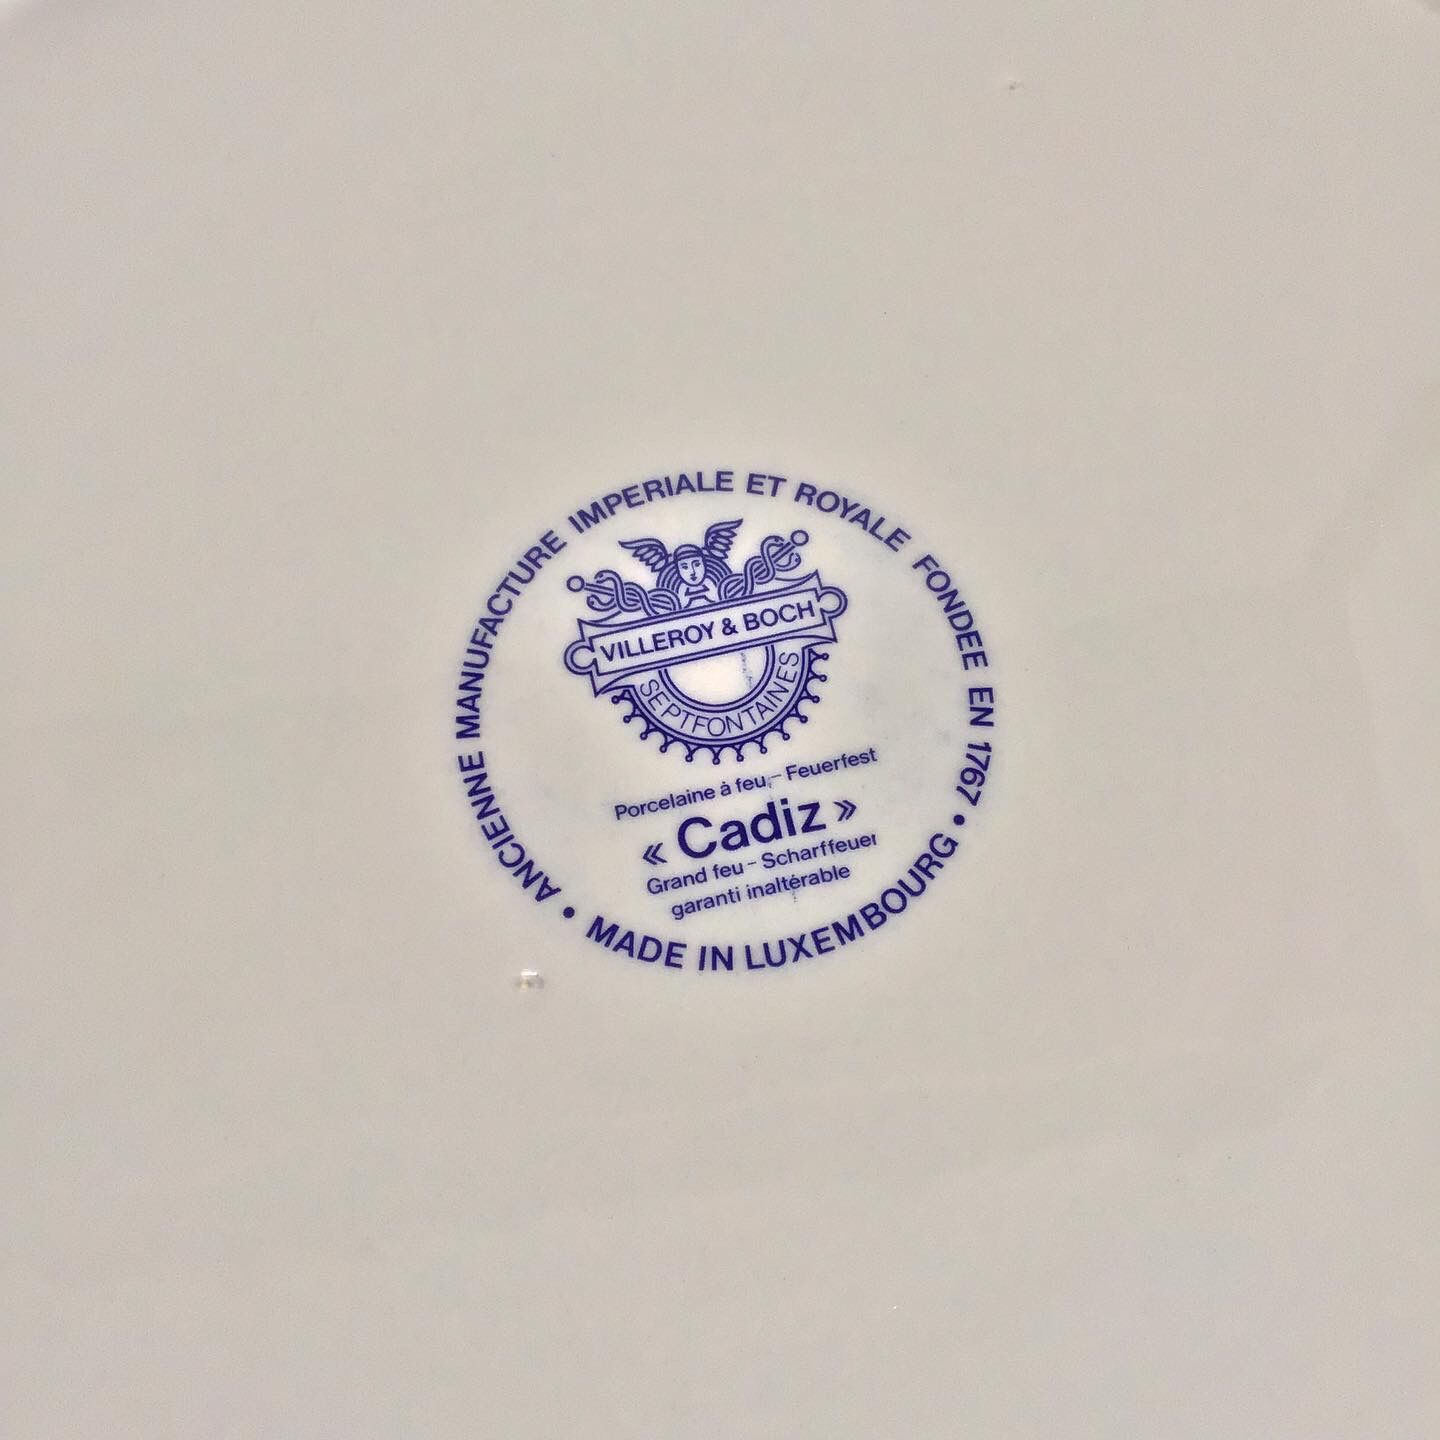 ANCIENNE MANUFACTURE IMPERIALE ET ROYALE FONDEE EN 1767 •
VILLEROY & BOCH
SEPTFONTAINES
Porcelaine à feu – Feuerfest
« Cadiz »
Grand feu – Scharffeuer
garanti inaltérable
• MADE IN LUXEMBOURG